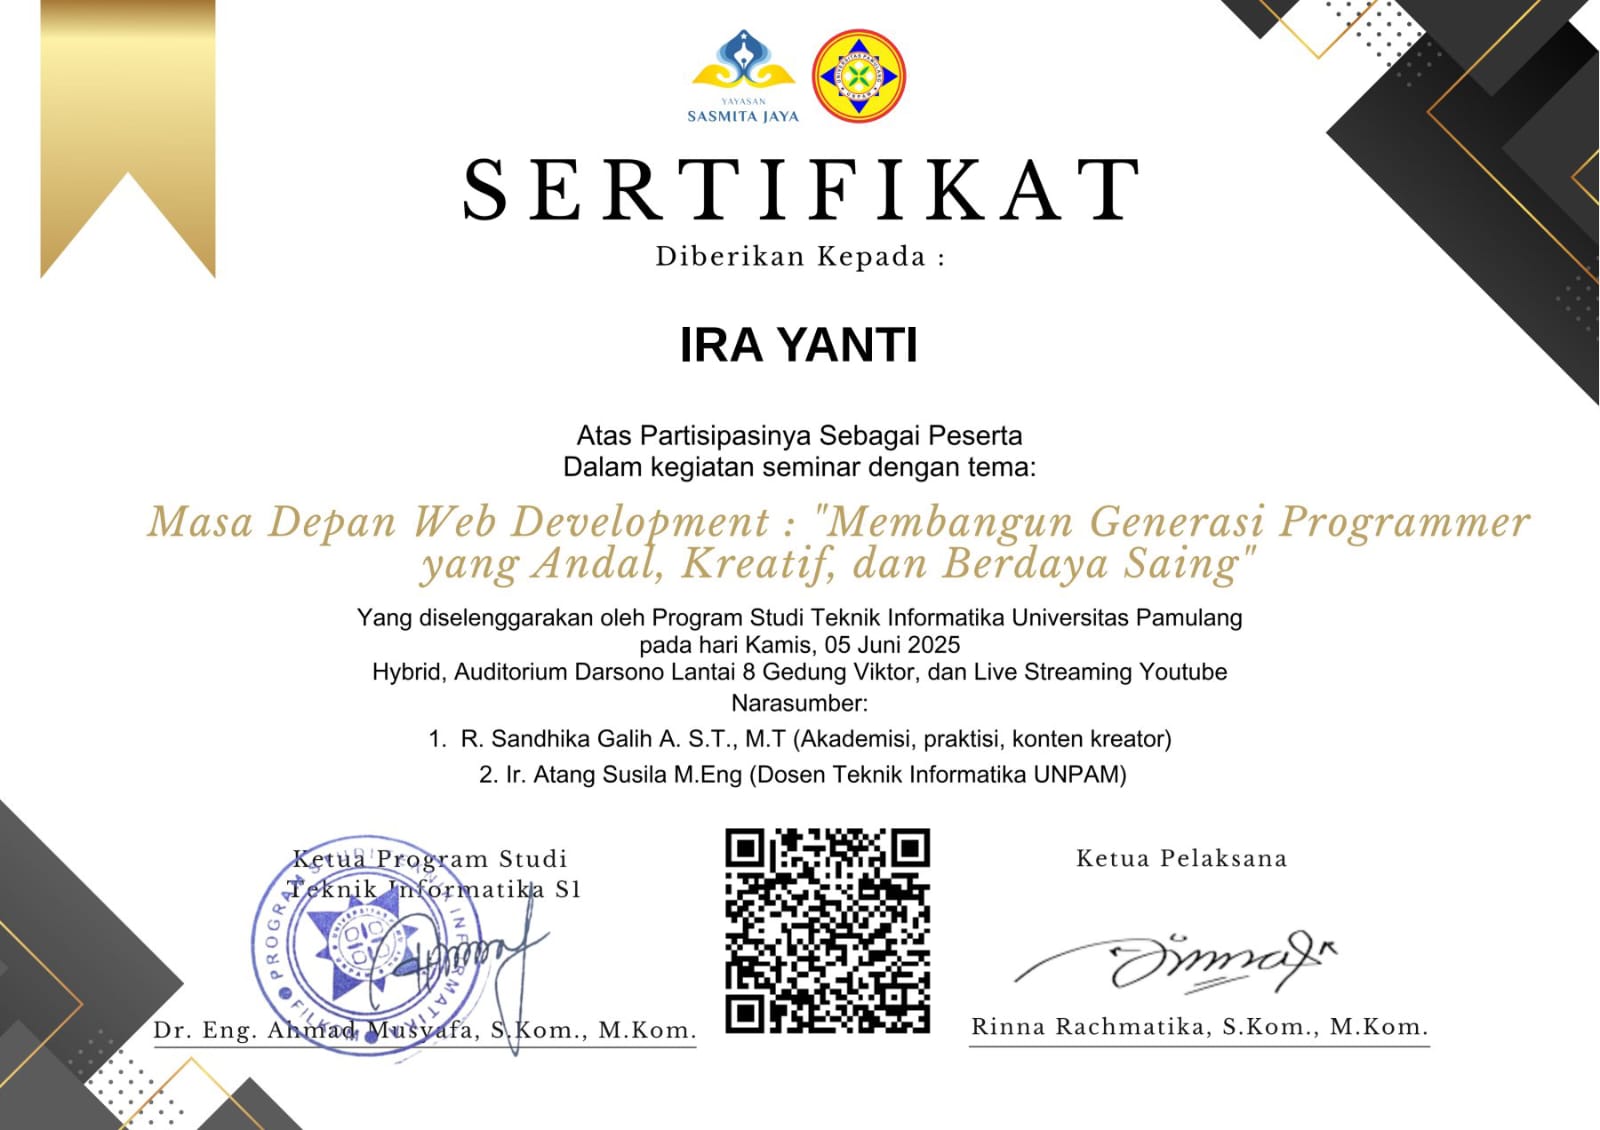 YAYASAN
SASMITA JAYA
UNIVERSITAS PAMULANG
UNPAM
SERTIFIKAT
Diberikan Kepada :
IRA YANTI
Atas Partisipasinya Sebagai Peserta
Dalam kegiatan seminar dengan tema:
Masa Depan Web Development : "Membangun Generasi Programmer
yang Andal, Kreatif, dan Berdaya Saing"
Yang diselenggarakan oleh Program Studi Teknik Informatika Universitas Pamulang
pada hari Kamis, 05 Juni 2025
Hybrid, Auditorium Darsono Lantai 8 Gedung Viktor, dan Live Streaming Youtube
Narasumber:
1. R. Sandhika Galih A. S.T., M.T (Akademisi, praktisi, konten kreator)
2. Ir. Atang Susila M.Eng (Dosen Teknik Informatika UNPAM)
Ketua Program Studi
Teknik Informatika S1
PROGRAM STUDI TEKNIK INFORMATIKA
FILKOM
Dr. Eng. Ahmad Musyafa, S.Kom., M.Kom.
Ketua Pelaksana
Rinna Rachmatika, S.Kom., M.Kom.